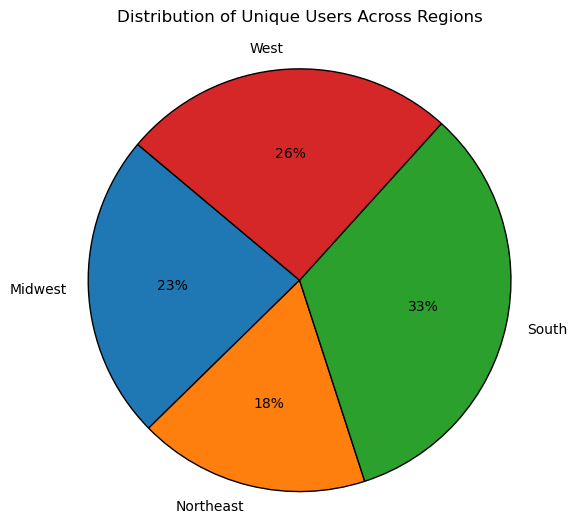 Distribution of Unique Users Across Regions
West
26%
Midwest
23%
33%
South
18%
Northeast